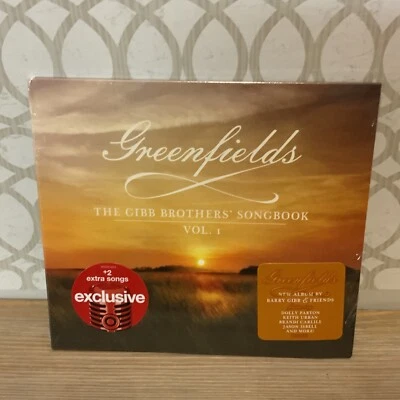 Greenfields
THE GIBB BROTHERS' SONGBOOK
VOL. 1
+2
extra songs
exclusive
Greenfields
NEW ALBUM BY
BARRY GIBB & FRIENDS
DOLLY PARTON
KEITH URBAN
BRANDI CARLILE
JASON ISBELL
AND MORE!